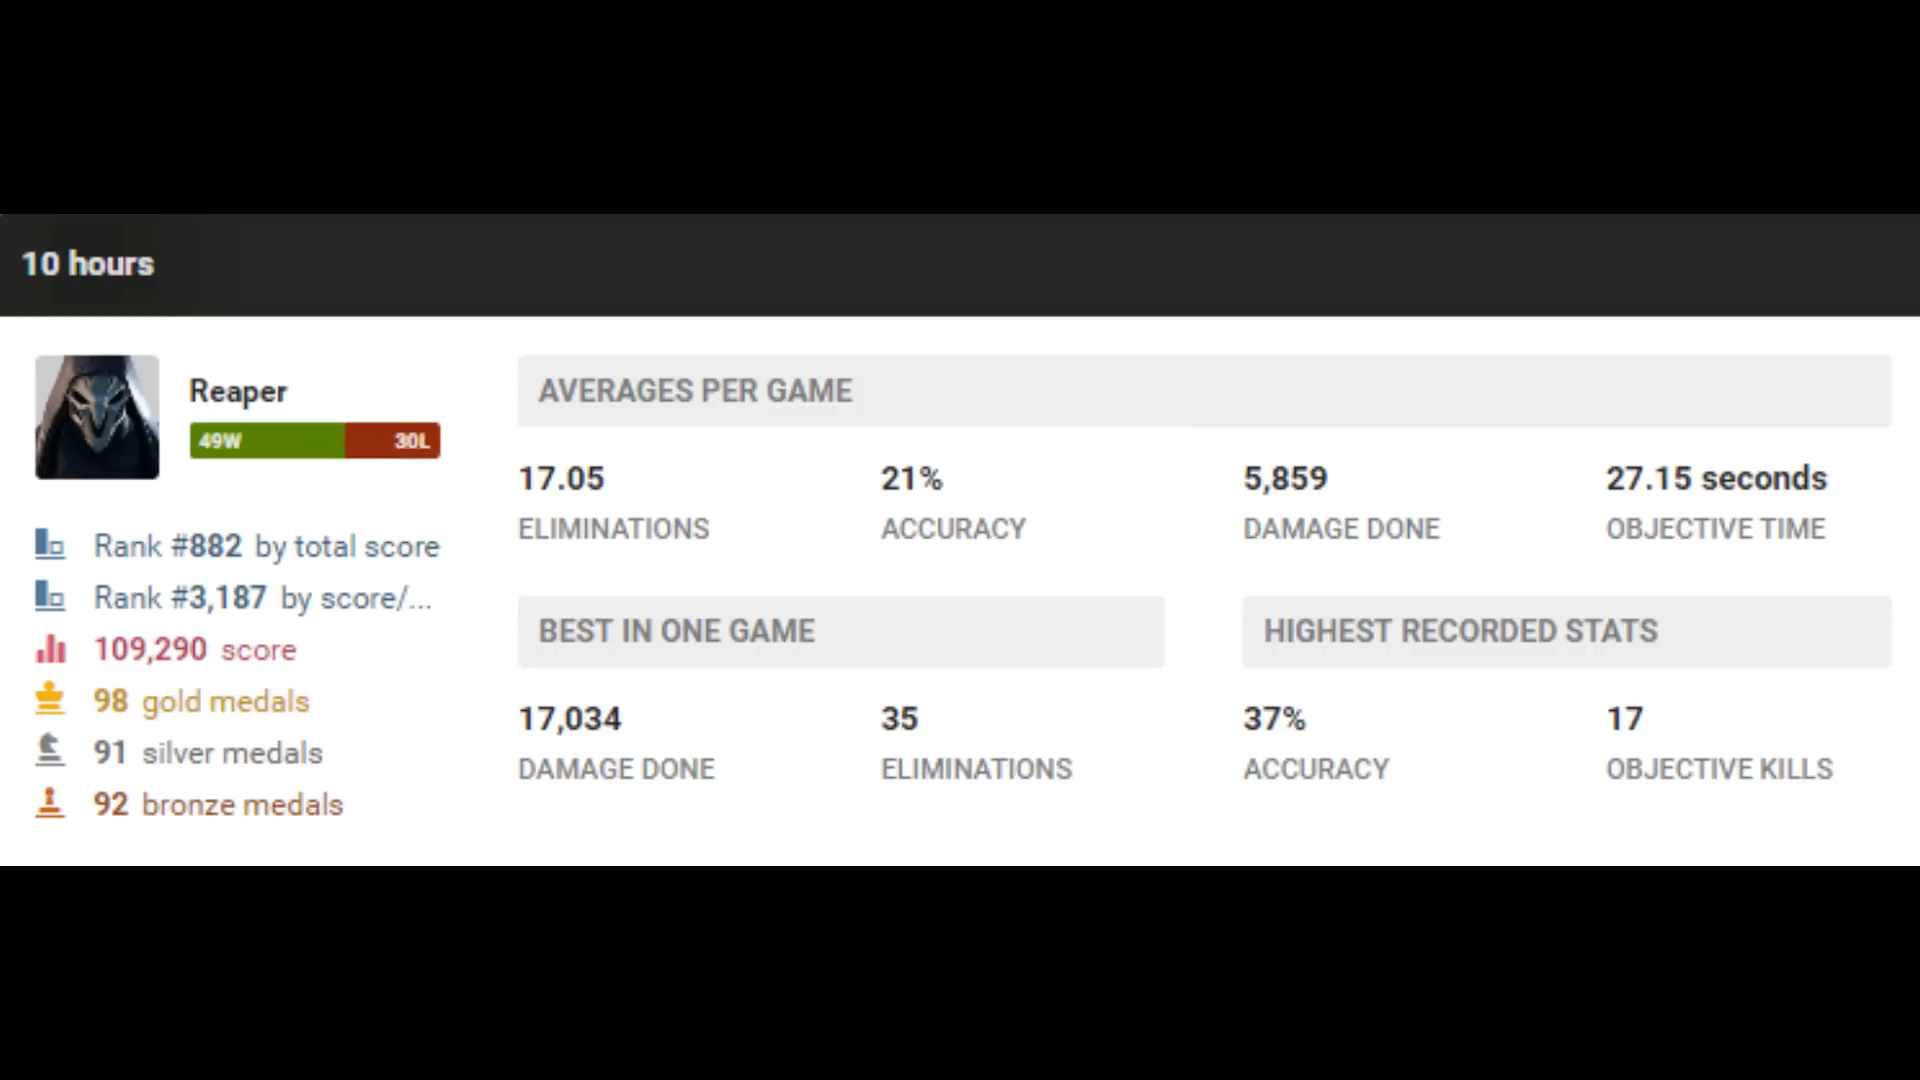 10 hours
Reaper
49W 30L
Rank #882 by total score
Rank #3,187 by score/...
109,290 score
98 gold medals
91 silver medals
92 bronze medals
AVERAGES PER GAME
17.05 21% 5,859 27.15 seconds
ELIMINATIONS ACCURACY DAMAGE DONE OBJECTIVE TIME
BEST IN ONE GAME
17,034 35
DAMAGE DONE ELIMINATIONS
HIGHEST RECORDED STATS
37% 17
ACCURACY OBJECTIVE KILLS